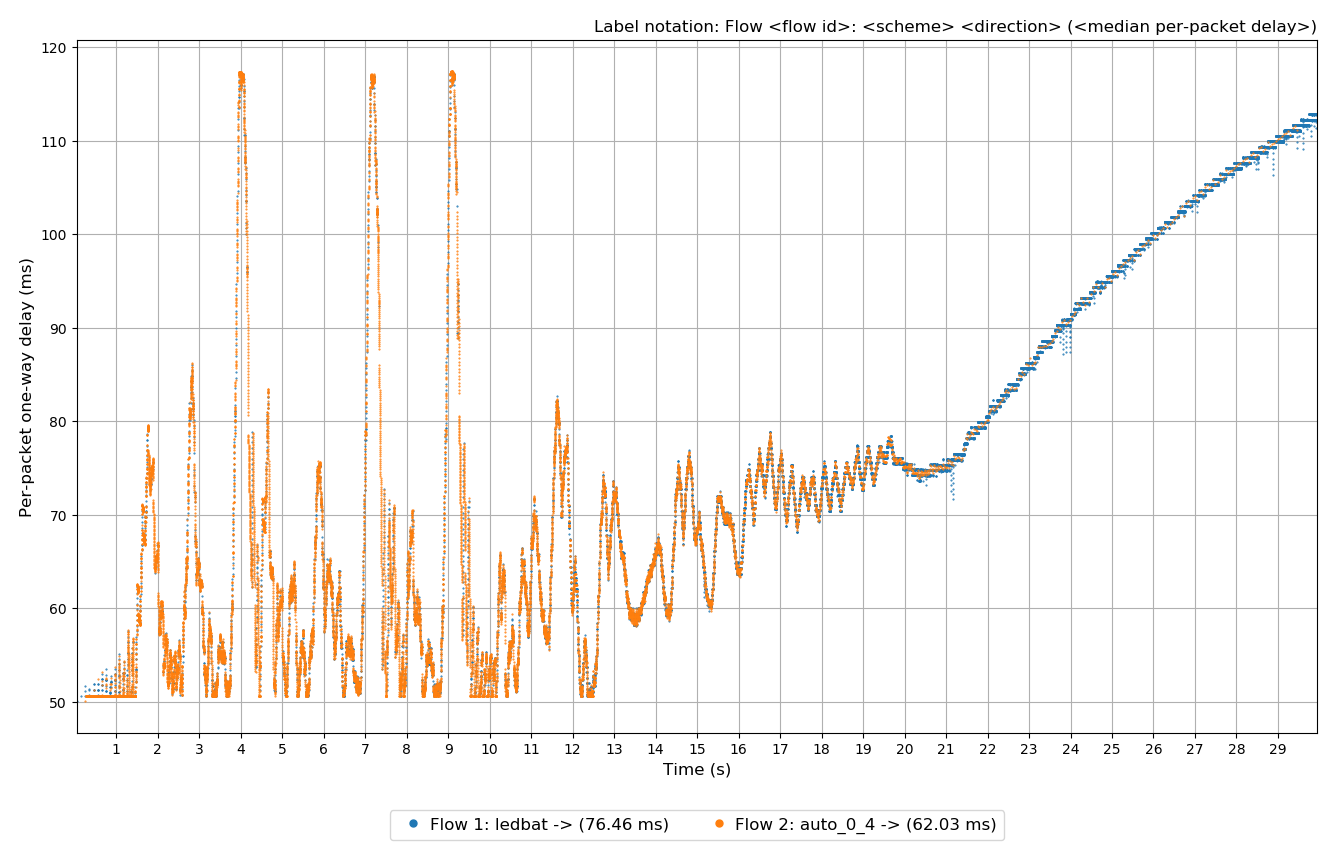 Label notation: Flow <flow id>: <scheme> <direction> (<median per-packet delay>)
120
110
100
90
80
70
60
50
Per-packet one-way delay (ms)
1 2 3 4 5 6 7 8 9 10 11 12 13 14 15 16 17 18 19 20 21 22 23 24 25 26 27 28 29
Time (s)
Flow 1: ledbat -> (76.46 ms) Flow 2: auto_0_4 -> (62.03 ms)